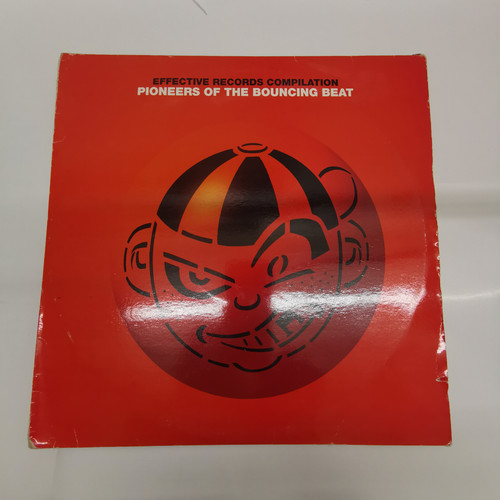 EFFECTIVE RECORDS COMPILATION
PIONEERS OF THE BOUNCING BEAT